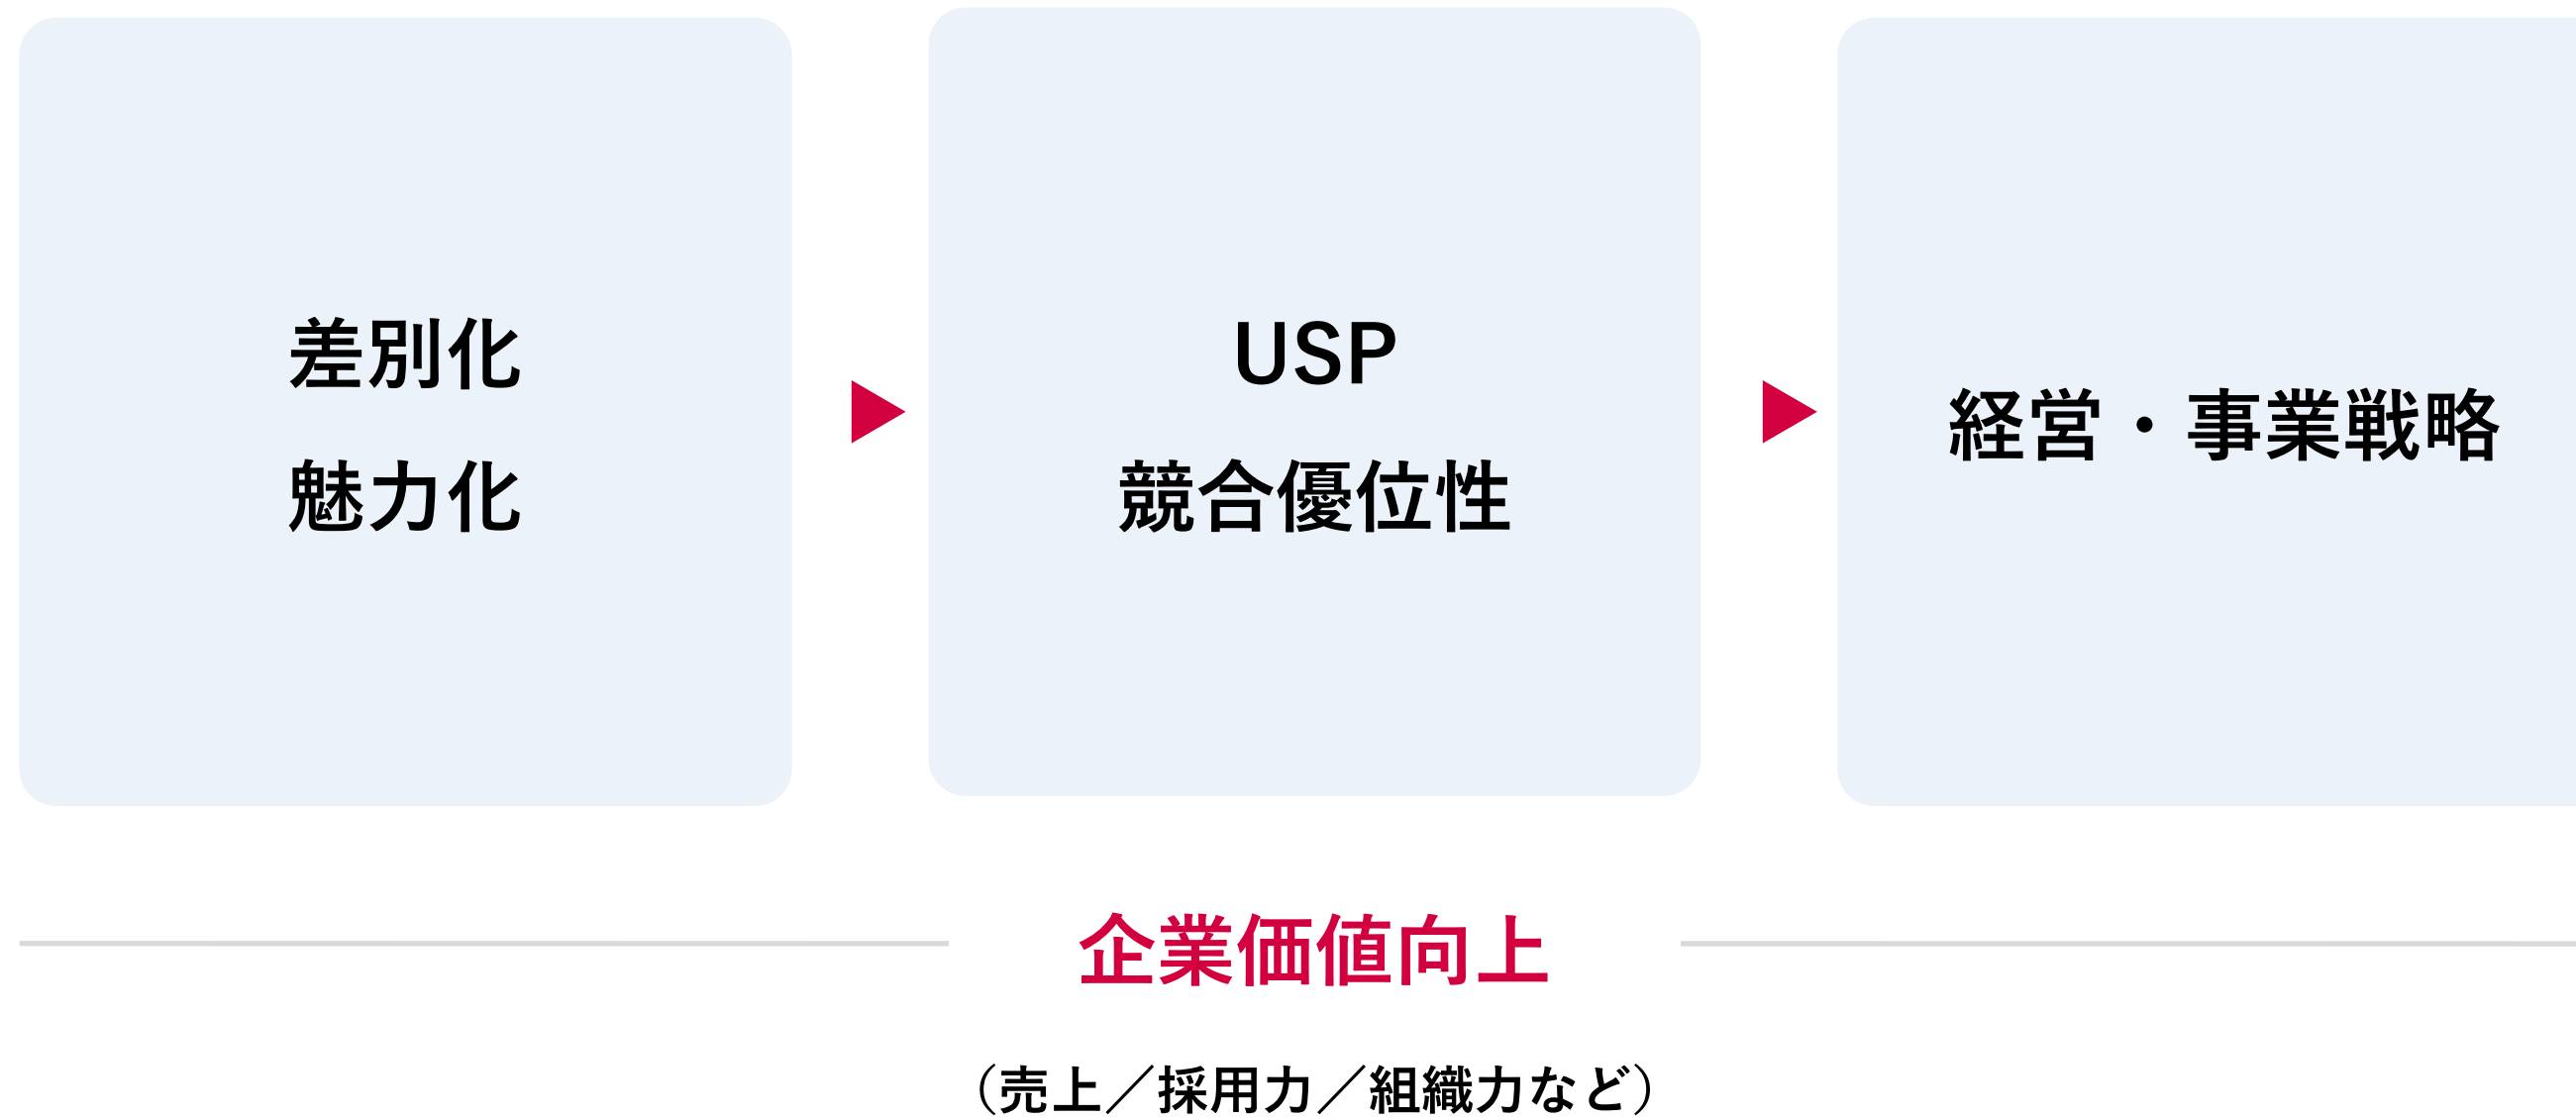 差別化
魅力化
USP
競合優位性
経営・事業戦略
企業価値向上
（売上／採用力／組織力など）